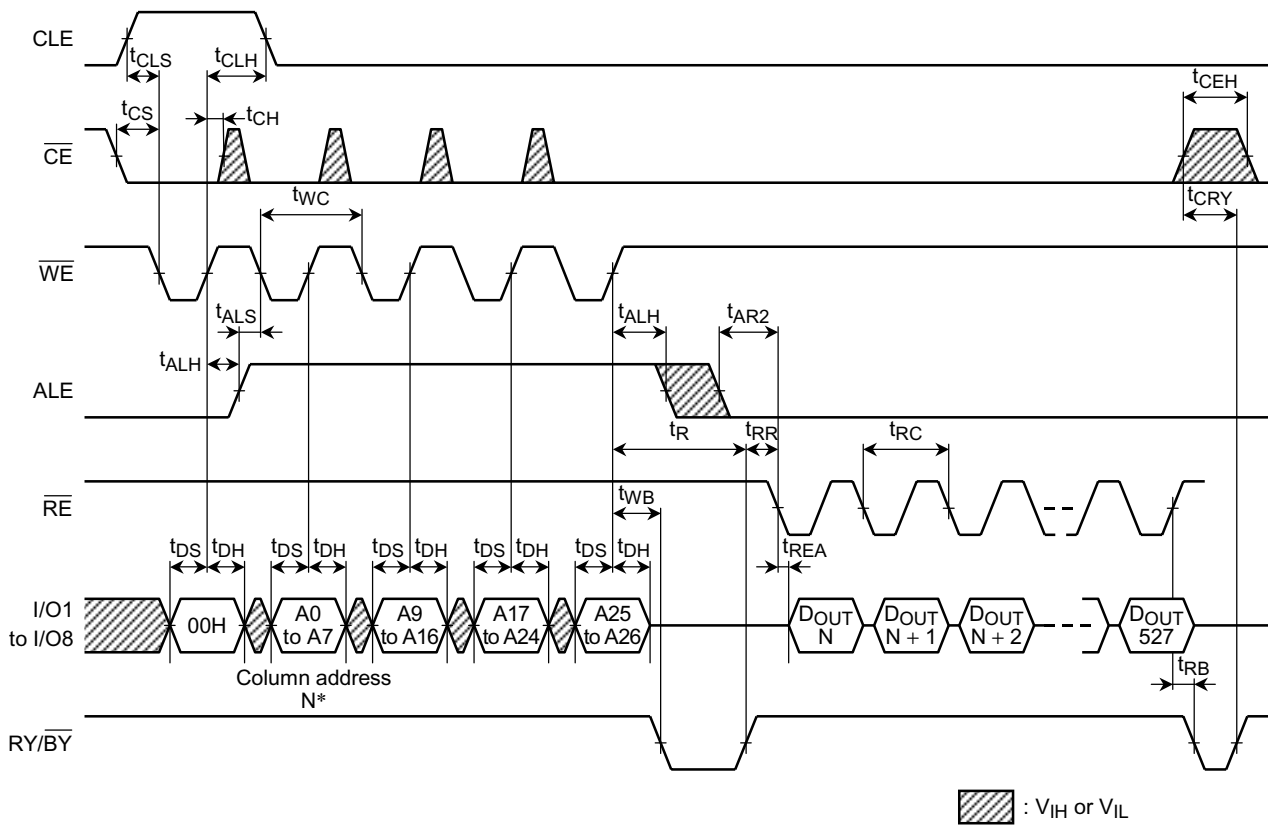 CLE
tCLS
tCLH
tCEH
tCS
tCH
CE
tWC
tCRY
WE
tALS
tALH
tAR2
tALH
ALE
tR
tRR
tRC
RE
tWB
tREA
tDS tDH tDS tDH tDS tDH tDS tDH tDS tDH
I/O1
to I/O8
00H
A0
to A7
A9
to A16
A17
to A24
A25
to A26
DOUT
N
DOUT
N + 1
DOUT
N + 2
DOUT
527
Column address
N*
tRB
RY/BY
: VIH or VIL